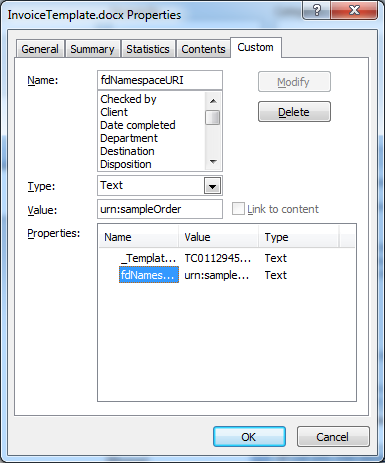 InvoiceTemplate.docx Properties
General Summary Statistics Contents Custom
Name: fdNamespaceURI Modify
Checked by
Client
Date completed
Department
Destination
Disposition
Delete
Type: Text
Value: urn:sampleOrder Link to content
Properties:
Name Value Type
_Templat... TC0112945... Text
fdNames... urn:sample... Text
OK Cancel